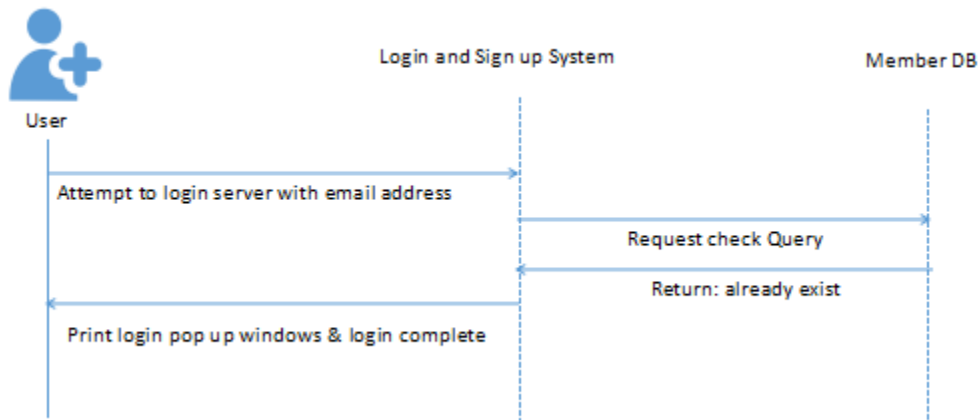 Login and Sign up System
Member DB
User
Attempt to login server with email address
Request check Query
Return: already exist
Print login pop up windows & login complete